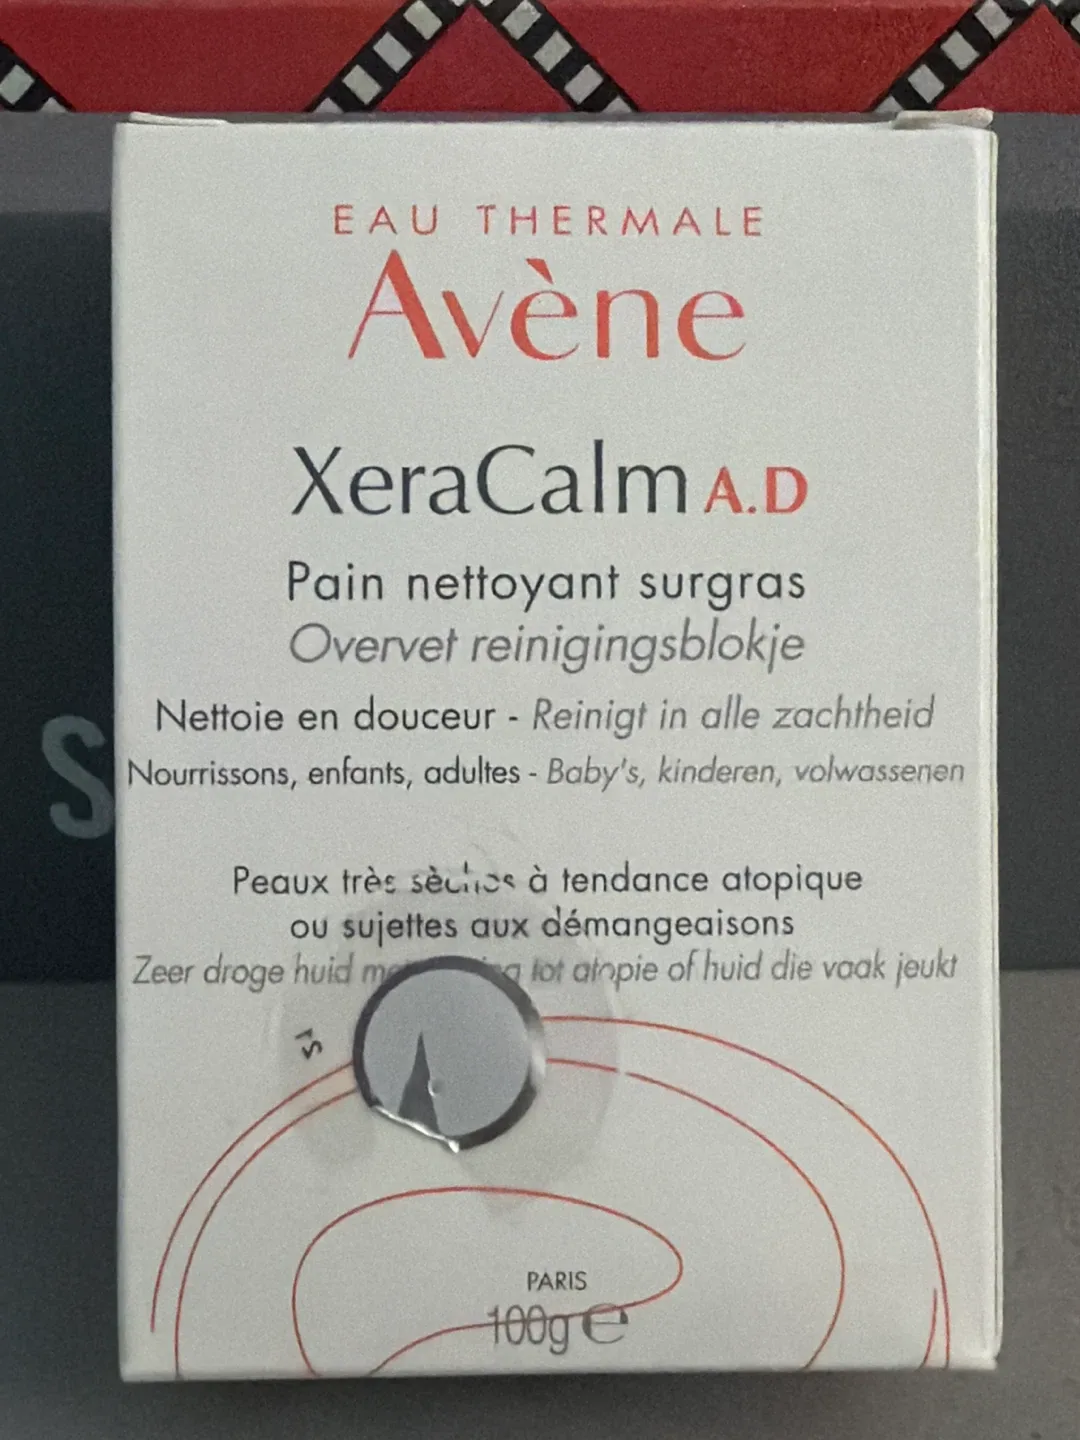 EAU THERMALE
Avène
XeraCalm A.D
Pain nettoyant surgras
Overvet reinigingsblokje
Nettoie en douceur - Reinigt in alle zachtheid
Nourrissons, enfants, adultes - Baby's, kinderen, volwassenen
Peaux très sèches à tendance atopique
ou sujettes aux démangeaisons
Zeer droge huid tot atopie of huid die vaak jeukt
PARIS
100g e
S